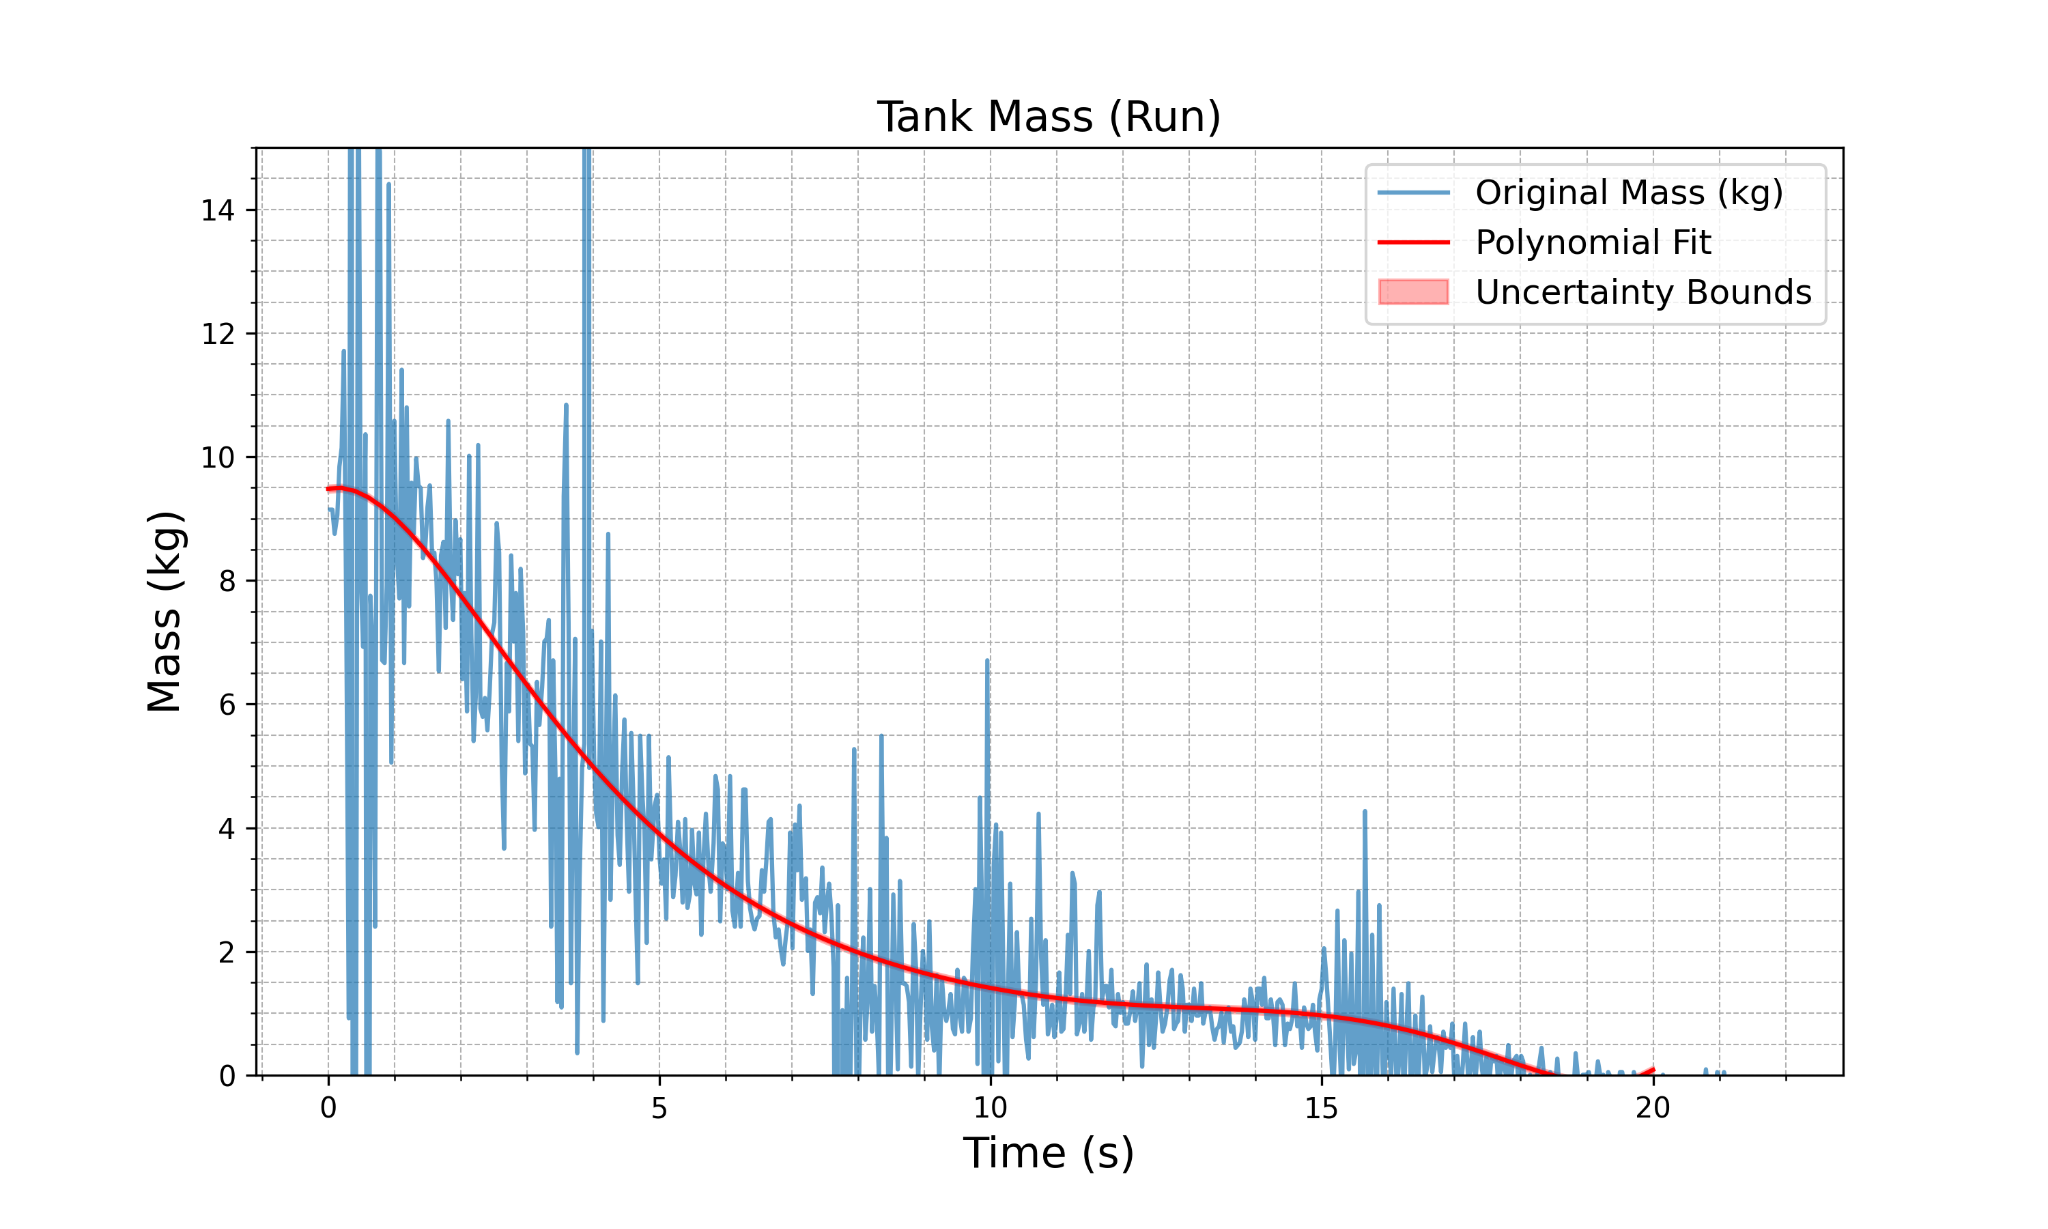 Tank Mass (Run)
Original Mass (kg)
Polynomial Fit
Uncertainty Bounds
Mass (kg)
14
12
10
8
6
4
2
0
0 5 10 15 20
Time (s)